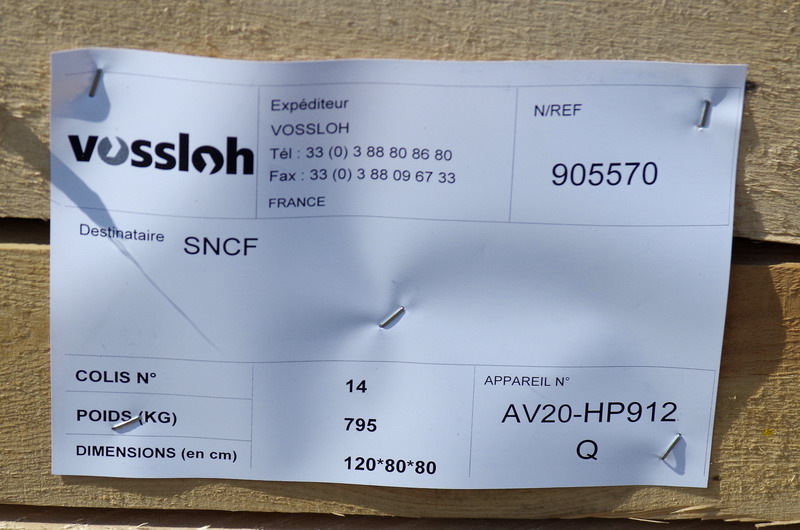 vossloh
Expéditeur
VOSSLOH
Tél : 33 (0) 3 88 80 86 80
Fax : 33 (0) 3 88 09 67 33
FRANCE
N/REF
905570
Destinataire SNCF
COLIS N° 14
POIDS (KG) 795
DIMENSIONS (en cm) 120*80*80
APPAREIL N°
AV20-HP912
Q